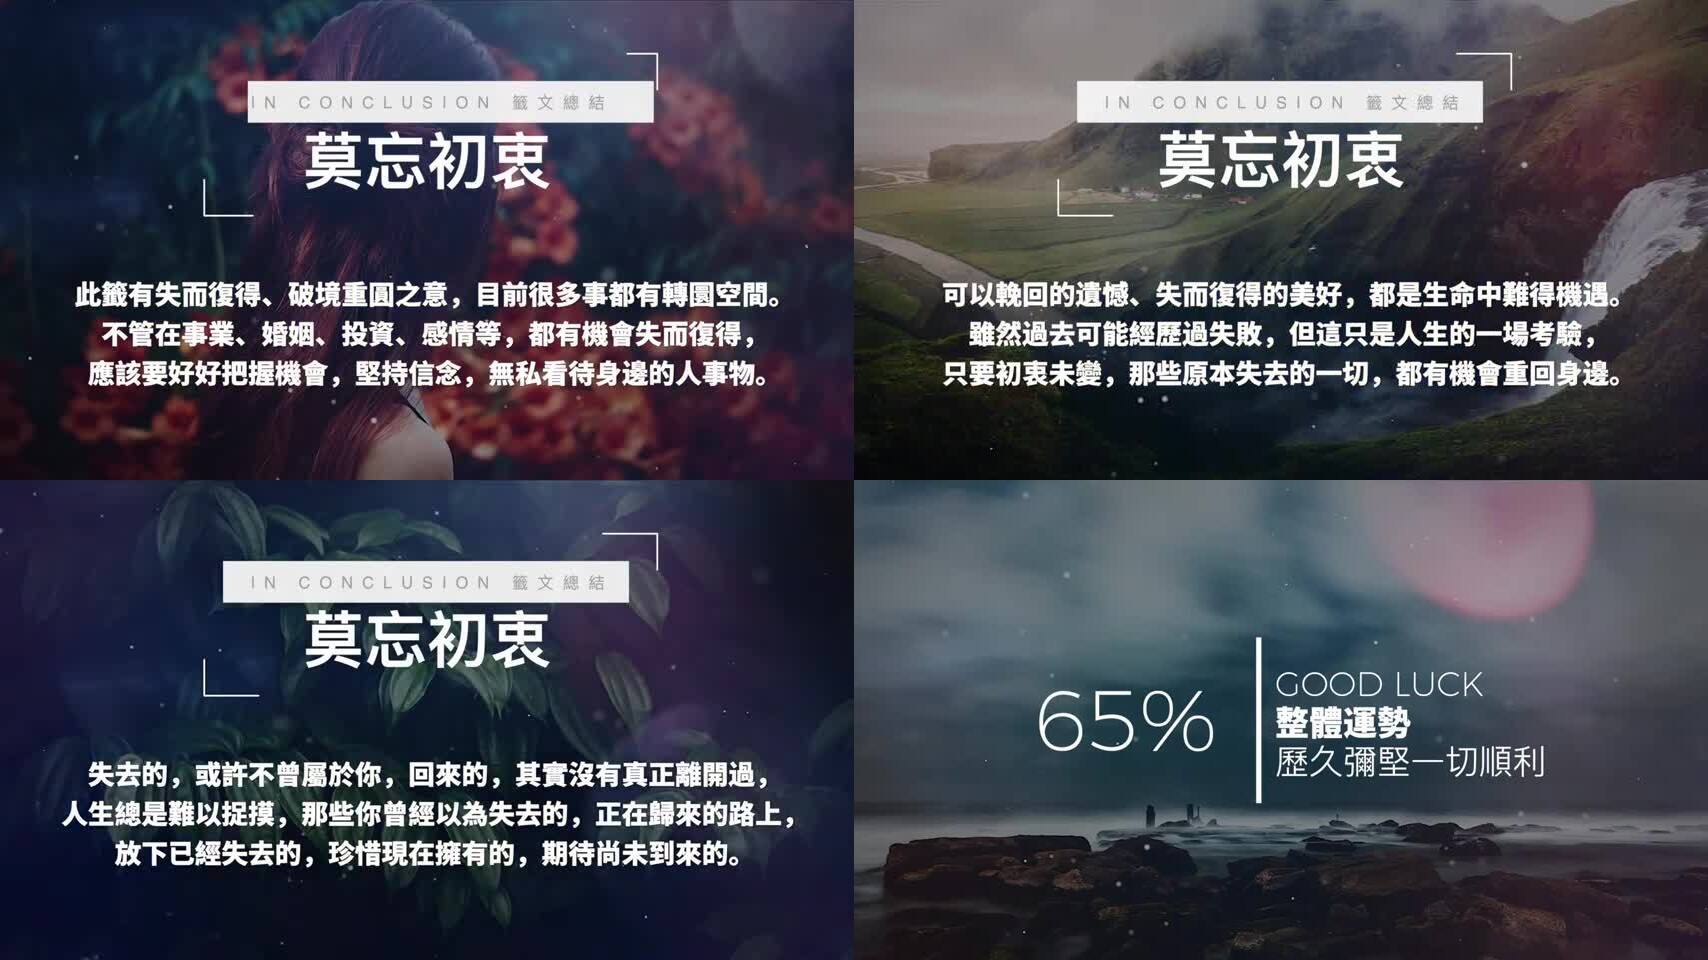 IN CONCLUSION 籤文總結
莫忘初衷
此籤有失而復得、破境重圓之意，目前很多事都有轉圜空間。
不管在事業、婚姻、投資、感情等，都有機會失而復得，
應該要好好把握機會，堅持信念，無私看待身邊的人事物。
IN CONCLUSION 籤文總結
莫忘初衷
可以輓回的遺憾、失而復得的美好，都是生命中難得機遇。
雖然過去可能經歷過失敗，但這只是人生的一場考驗，
只要初衷未變，那些原本失去的一切，都有機會重回身邊。
IN CONCLUSION 籤文總結
莫忘初衷
失去的，或許不曾屬於你，回來的，其實沒有真正離開過，
人生總是難以捉摸，那些你曾經以為失去的，正在歸來的路上，
放下已經失去的，珍惜現在擁有的，期待尚未到來的。
65%
GOOD LUCK
整體運勢
歷久彌堅一切順利